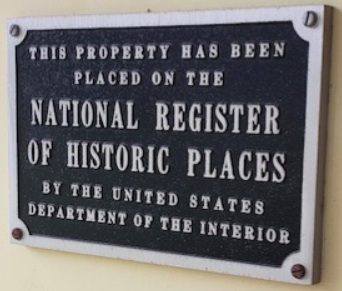 THIS PROPERTY HAS BEEN
PLACED ON THE
NATIONAL REGISTER
OF HISTORIC PLACES
BY THE UNITED STATES
DEPARTMENT OF THE INTERIOR